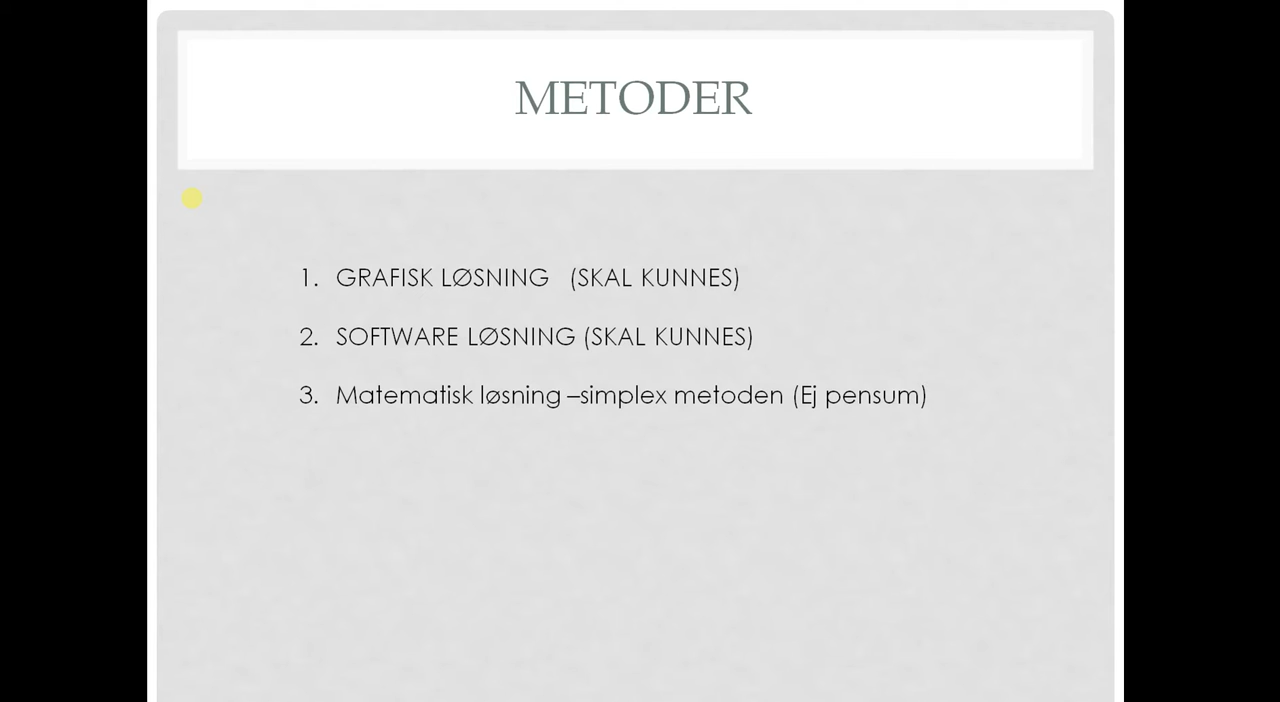 METODER
1. GRAFISK LØSNING (SKAL KUNNES)
2. SOFTWARE LØSNING (SKAL KUNNES)
3. Matematisk løsning –simplex metoden (Ej pensum)